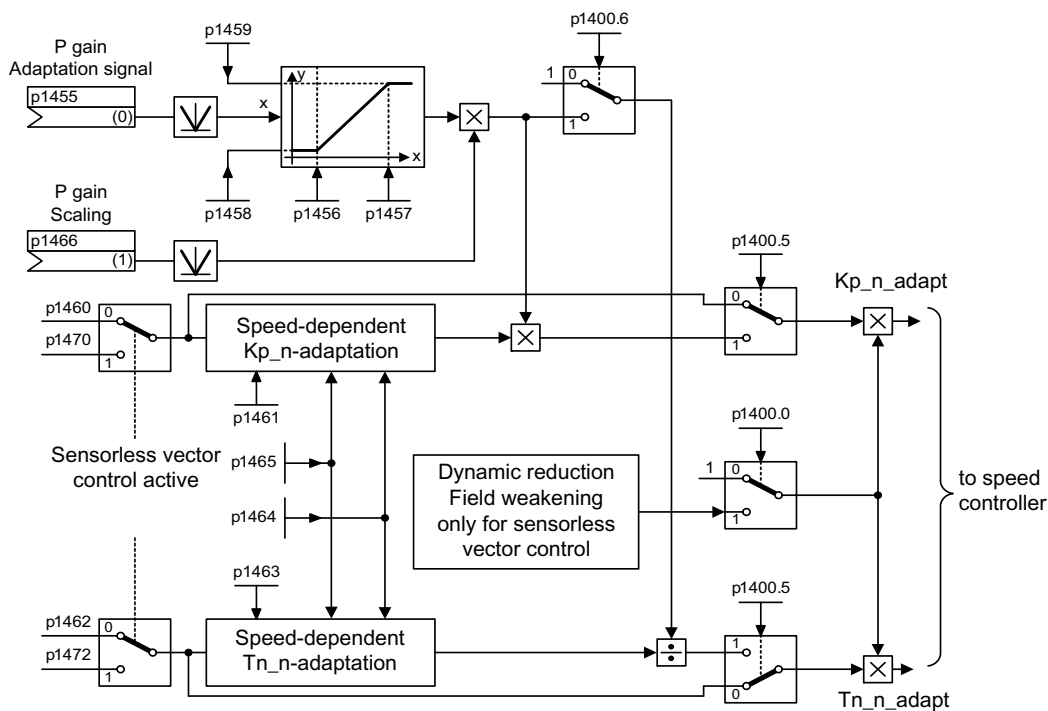 p1459
p1400.6
P gain
Adaptation signal
p1455
(0)
x
y
x
1
0
1
p1458
p1456
p1457
P gain
Scaling
p1466
(1)
p1400.5
Kp_n_adapt
p1460
0
p1470
1
Speed-dependent
Kp_n-adaptation
0
1
p1461
p1400.0
Sensorless vector
control active
p1465
p1464
Dynamic reduction
Field weakening
only for sensorless
vector control
1
0
1
to speed
controller
p1463
p1400.5
p1462
0
p1472
1
Speed-dependent
Tn_n-adaptation
1
0
Tn_n_adapt